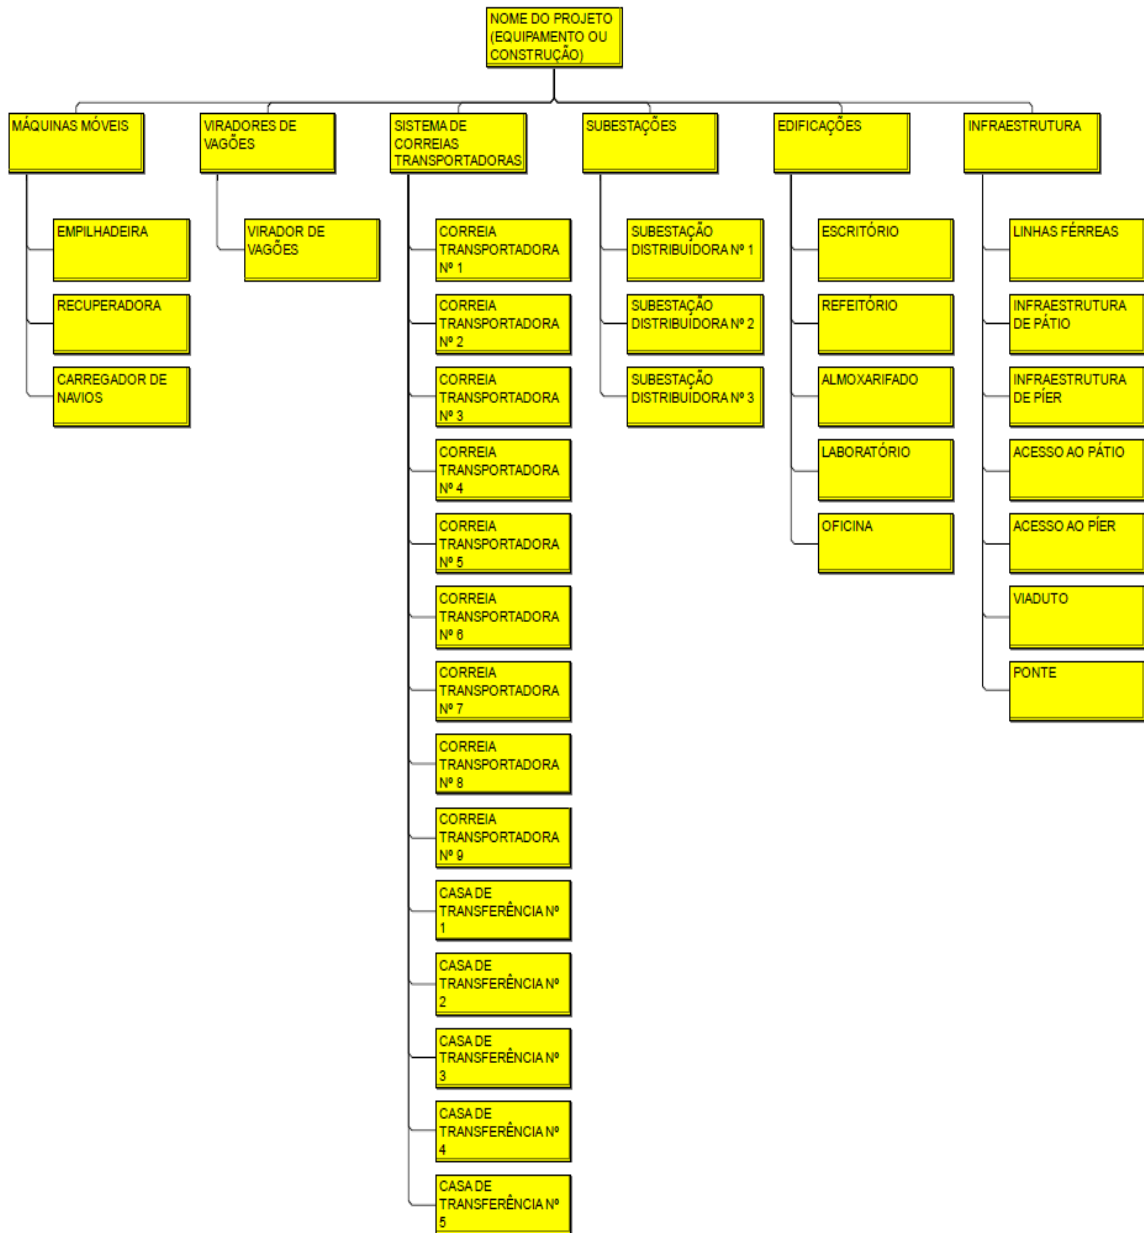 NOME DO PROJETO
(EQUIPAMENTO OU
CONSTRUÇÃO)
MÁQUINAS MÓVEIS
VIRADORES DE
VAGÕES
SISTEMA DE
CORREIAS
TRANSPORTADORAS
SUBESTAÇÕES
EDIFICAÇÕES
INFRAESTRUTURA
EMPILHADEIRA
RECUPERADORA
CARREGADOR DE
NAVIOS
VIRADOR DE
VAGÕES
CORREIA
TRANSPORTADORA
Nº 1
CORREIA
TRANSPORTADORA
Nº 2
CORREIA
TRANSPORTADORA
Nº 3
CORREIA
TRANSPORTADORA
Nº 4
CORREIA
TRANSPORTADORA
Nº 5
CORREIA
TRANSPORTADORA
Nº 6
CORREIA
TRANSPORTADORA
Nº 7
CORREIA
TRANSPORTADORA
Nº 8
CORREIA
TRANSPORTADORA
Nº 9
CASA DE
TRANSFERÊNCIA Nº
1
CASA DE
TRANSFERÊNCIA Nº
2
CASA DE
TRANSFERÊNCIA Nº
3
CASA DE
TRANSFERÊNCIA Nº
4
CASA DE
TRANSFERÊNCIA Nº
5
SUBESTAÇÃO
DISTRIBUÍDORA Nº 1
SUBESTAÇÃO
DISTRIBUÍDORA Nº 2
SUBESTAÇÃO
DISTRIBUÍDORA Nº 3
ESCRITÓRIO
REFEITÓRIO
ALMOXARIFADO
LABORATÓRIO
OFICINA
LINHAS FÉRREAS
INFRAESTRUTURA
DE PÁTIO
INFRAESTRUTURA
DE PÍER
ACESSO AO PÁTIO
ACESSO AO PÍER
VIADUTO
PONTE